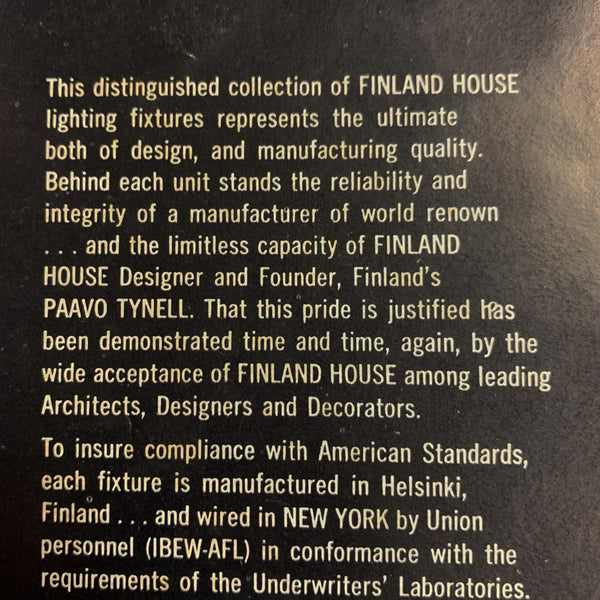 This distinguished collection of FINLAND HOUSE
lighting fixtures represents the ultimate
both of design, and manufacturing quality.
Behind each unit stands the reliability and
integrity of a manufacturer of world renown
. . . and the limitless capacity of FINLAND
HOUSE Designer and Founder, Finland's
PAAVO TYNELL. That this pride is justified has
been demonstrated time and time, again, by the
wide acceptance of FINLAND HOUSE among leading
Architects, Designers and Decorators.
To insure compliance with American Standards,
each fixture is manufactured in Helsinki,
Finland . . . and wired in NEW YORK by Union
personnel (IBEW-AFL) in conformance with the
requirements of the Underwriters' Laboratories.